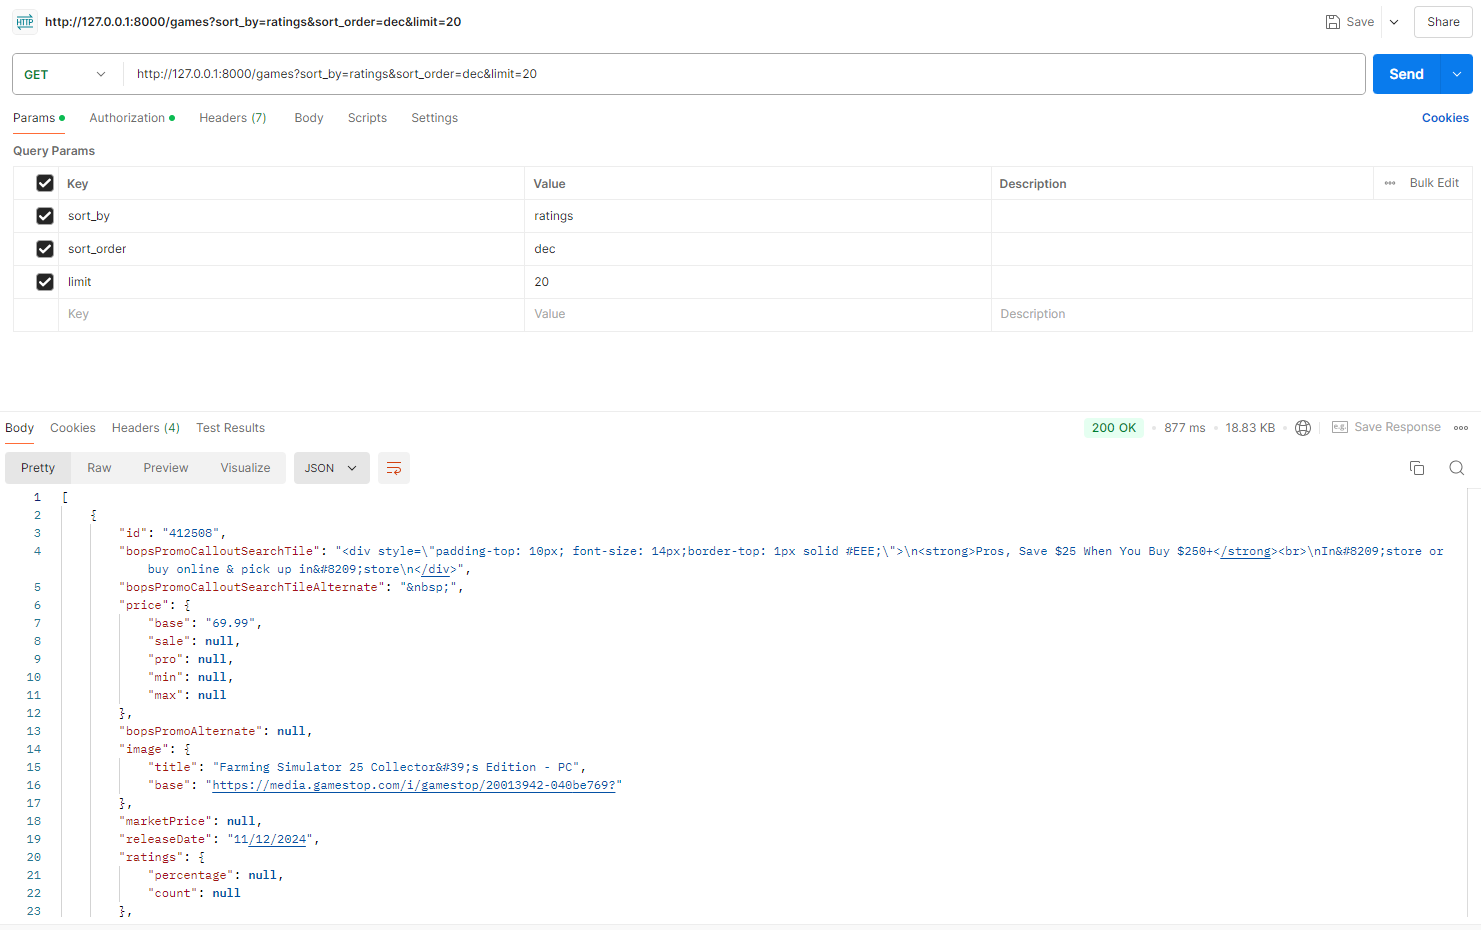 HTTP http://127.0.0.1:8000/games?sort_by=ratings&sort_order=dec&limit=20 Save Share
GET http://127.0.0.1:8000/games?sort_by=ratings&sort_order=dec&limit=20 Send
Params Authorization Headers (7) Body Scripts Settings Cookies
Query Params
Key Value Description Bulk Edit
sort_by ratings
sort_order dec
limit 20
Key Value Description
Body Cookies Headers (4) Test Results 200 OK 877 ms 18.83 KB e.g. Save Response
Pretty Raw Preview Visualize JSON
1 [
2 {
3 "id": "412508",
4 "bopsPromoCalloutSearchTile": "<div style=\"padding-top: 10px; font-size: 14px;border-top: 1px solid #EEE;\">\n<strong>Pros, Save $25 When You Buy $250+</strong><br>\nIn&#8209;store or
buy online & pick up in&#8209;store\n</div>",
5 "bopsPromoCalloutSearchTileAlternate": "&nbsp;",
6 "price": {
7 "base": "69.99",
8 "sale": null,
9 "pro": null,
10 "min": null,
11 "max": null
12 },
13 "bopsPromoAlternate": null,
14 "image": {
15 "title": "Farming Simulator 25 Collector&#39;s Edition - PC",
16 "base": "https://media.gamestop.com/i/gamestop/20013942-040be769?"
17 },
18 "marketPrice": null,
19 "releaseDate": "11/12/2024",
20 "ratings": {
21 "percentage": null,
22 "count": null
23 },